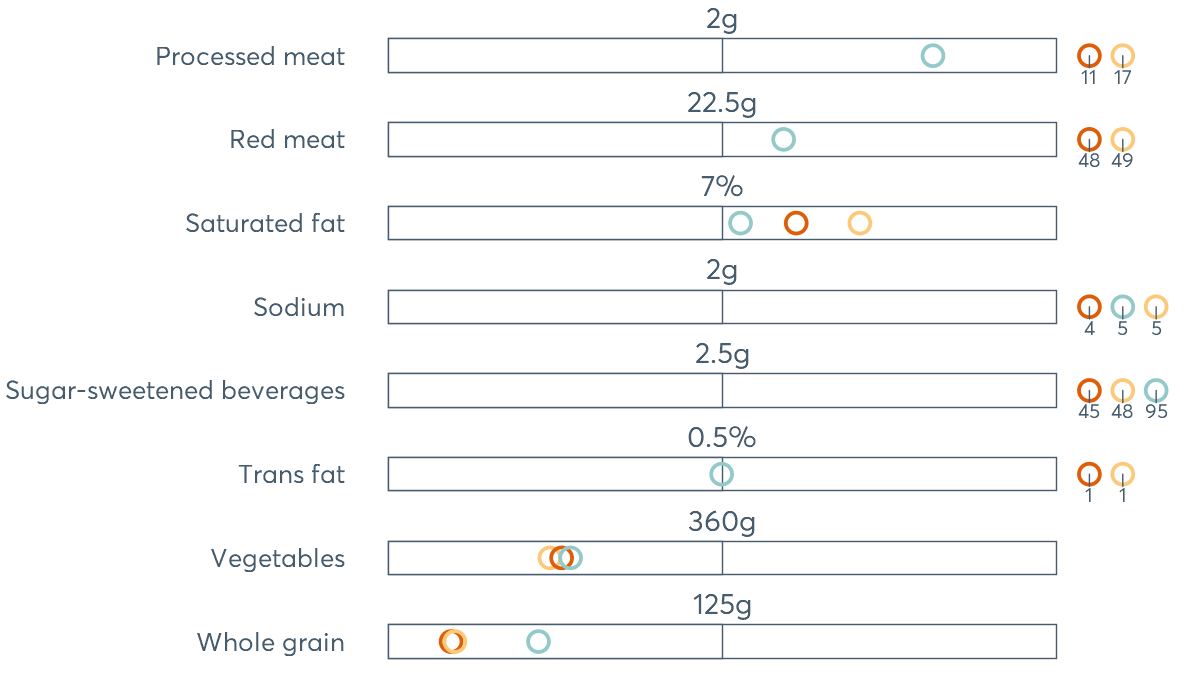 2g
Processed meat
11 17
22.5g
Red meat
48 49
7%
Saturated fat
2g
Sodium
4 5 5
2.5g
Sugar-sweetened beverages
45 48 95
0.5%
Trans fat
1 1
360g
Vegetables
125g
Whole grain